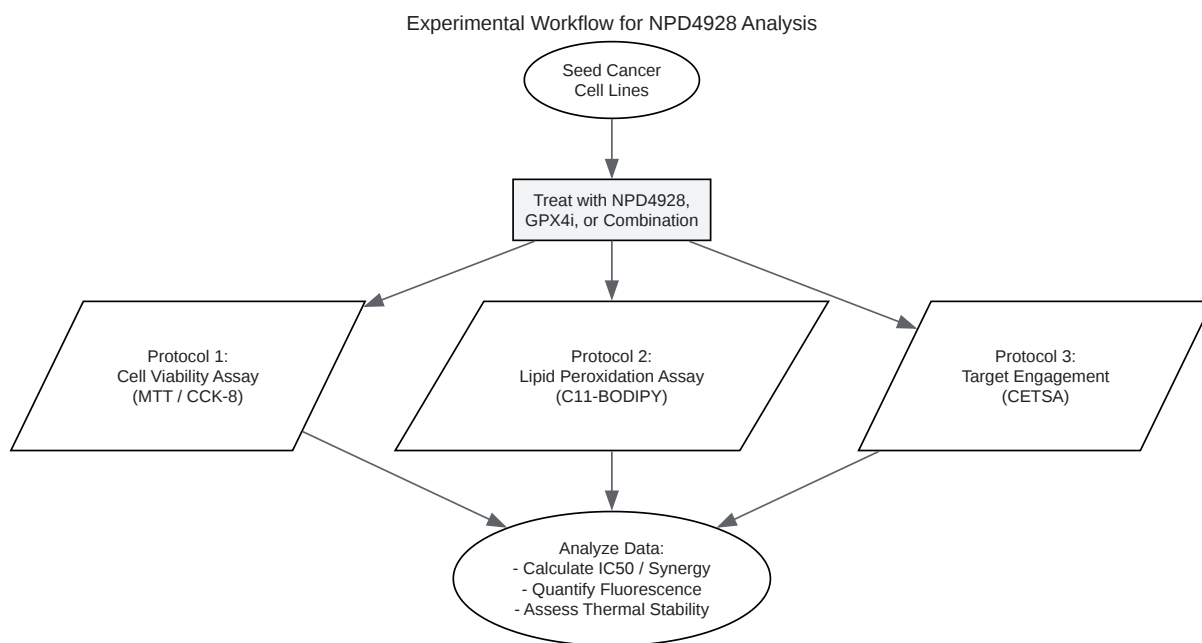 Experimental Workflow for NPD4928 Analysis
Seed Cancer
Cell Lines
Treat with NPD4928,
GPX4i, or Combination
Protocol 1:
Cell Viability Assay
(MTT / CCK-8)
Protocol 2:
Lipid Peroxidation Assay
(C11-BODIPY)
Protocol 3:
Target Engagement
(CETSA)
Analyze Data:
- Calculate IC50 / Synergy
- Quantify Fluorescence
- Assess Thermal Stability